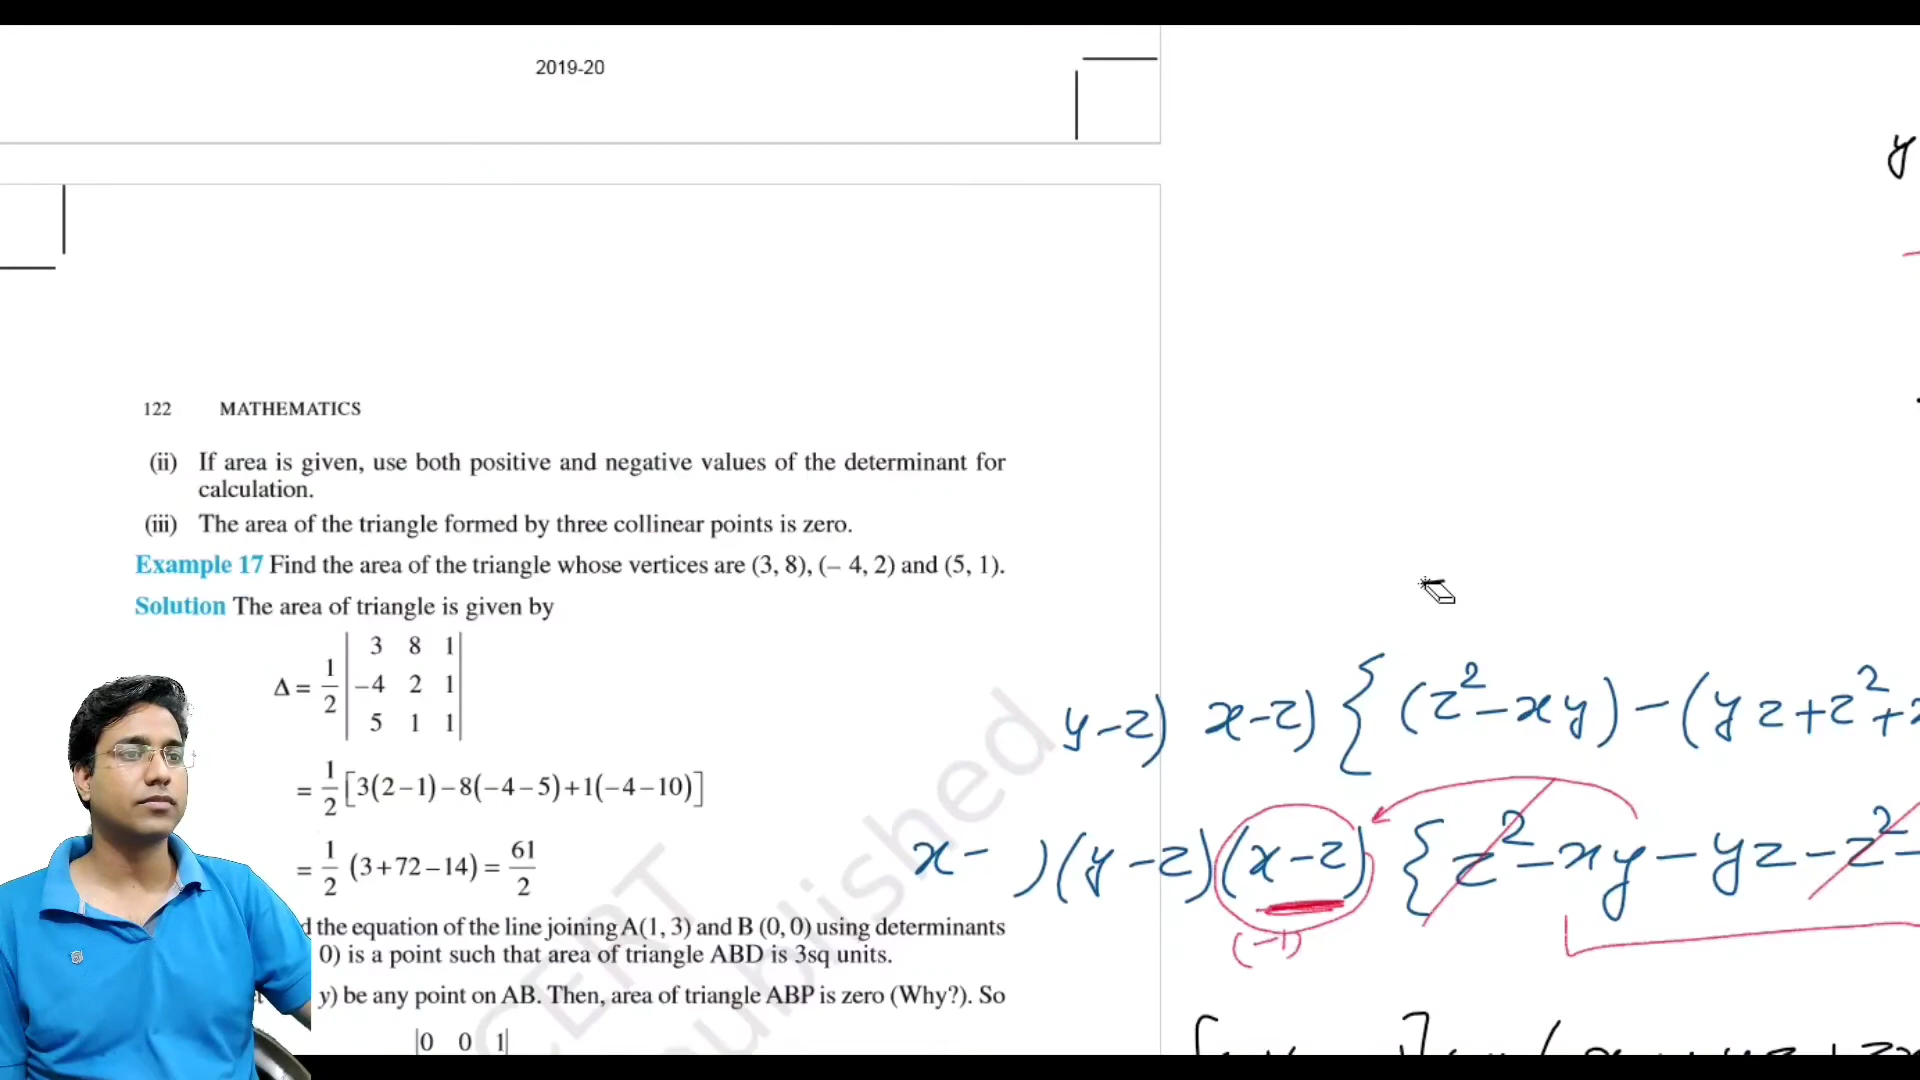 2019-20
y
122 MATHEMATICS
(ii) If area is given, use both positive and negative values of the determinant for
calculation.
(iii) The area of the triangle formed by three collinear points is zero.
Example 17 Find the area of the triangle whose vertices are (3, 8), (– 4, 2) and (5, 1).
Solution The area of triangle is given by
Δ = 1/2 | 3 8 1 |
| –4 2 1 |
| 5 1 1 |
= 1/2 [3(2–1)–8(–4–5)+1(–4–10)]
= 1/2 (3+72–14) = 61/2
the equation of the line joining A(1, 3) and B (0, 0) using determinants
0) is a point such that area of triangle ABD is 3sq units.
y) be any point on AB. Then, area of triangle ABP is zero (Why?). So
|0 0 1|
y-z) x-z) { (z²-xy) - (yz+z²+
x- )(y-z)(x-z) { z²-xy-yz-z²-
(-1)